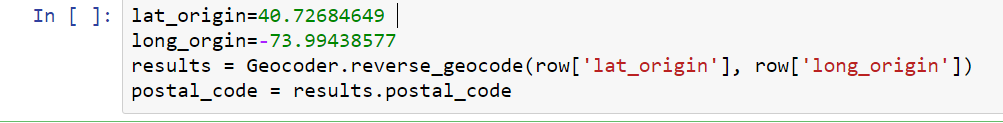 In [ ]: lat_origin=40.72684649
long_orgin=-73.99438577
results = Geocoder.reverse_geocode(row['lat_origin'], row['long_origin'])
postal_code = results.postal_code